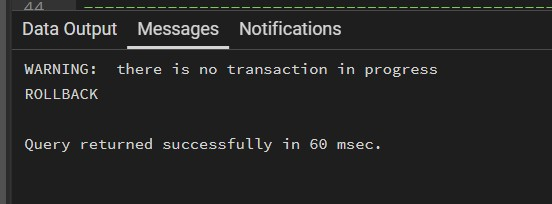 44 ----------------------------------------
Data Output Messages Notifications
WARNING:  there is no transaction in progress
ROLLBACK
Query returned successfully in 60 msec.